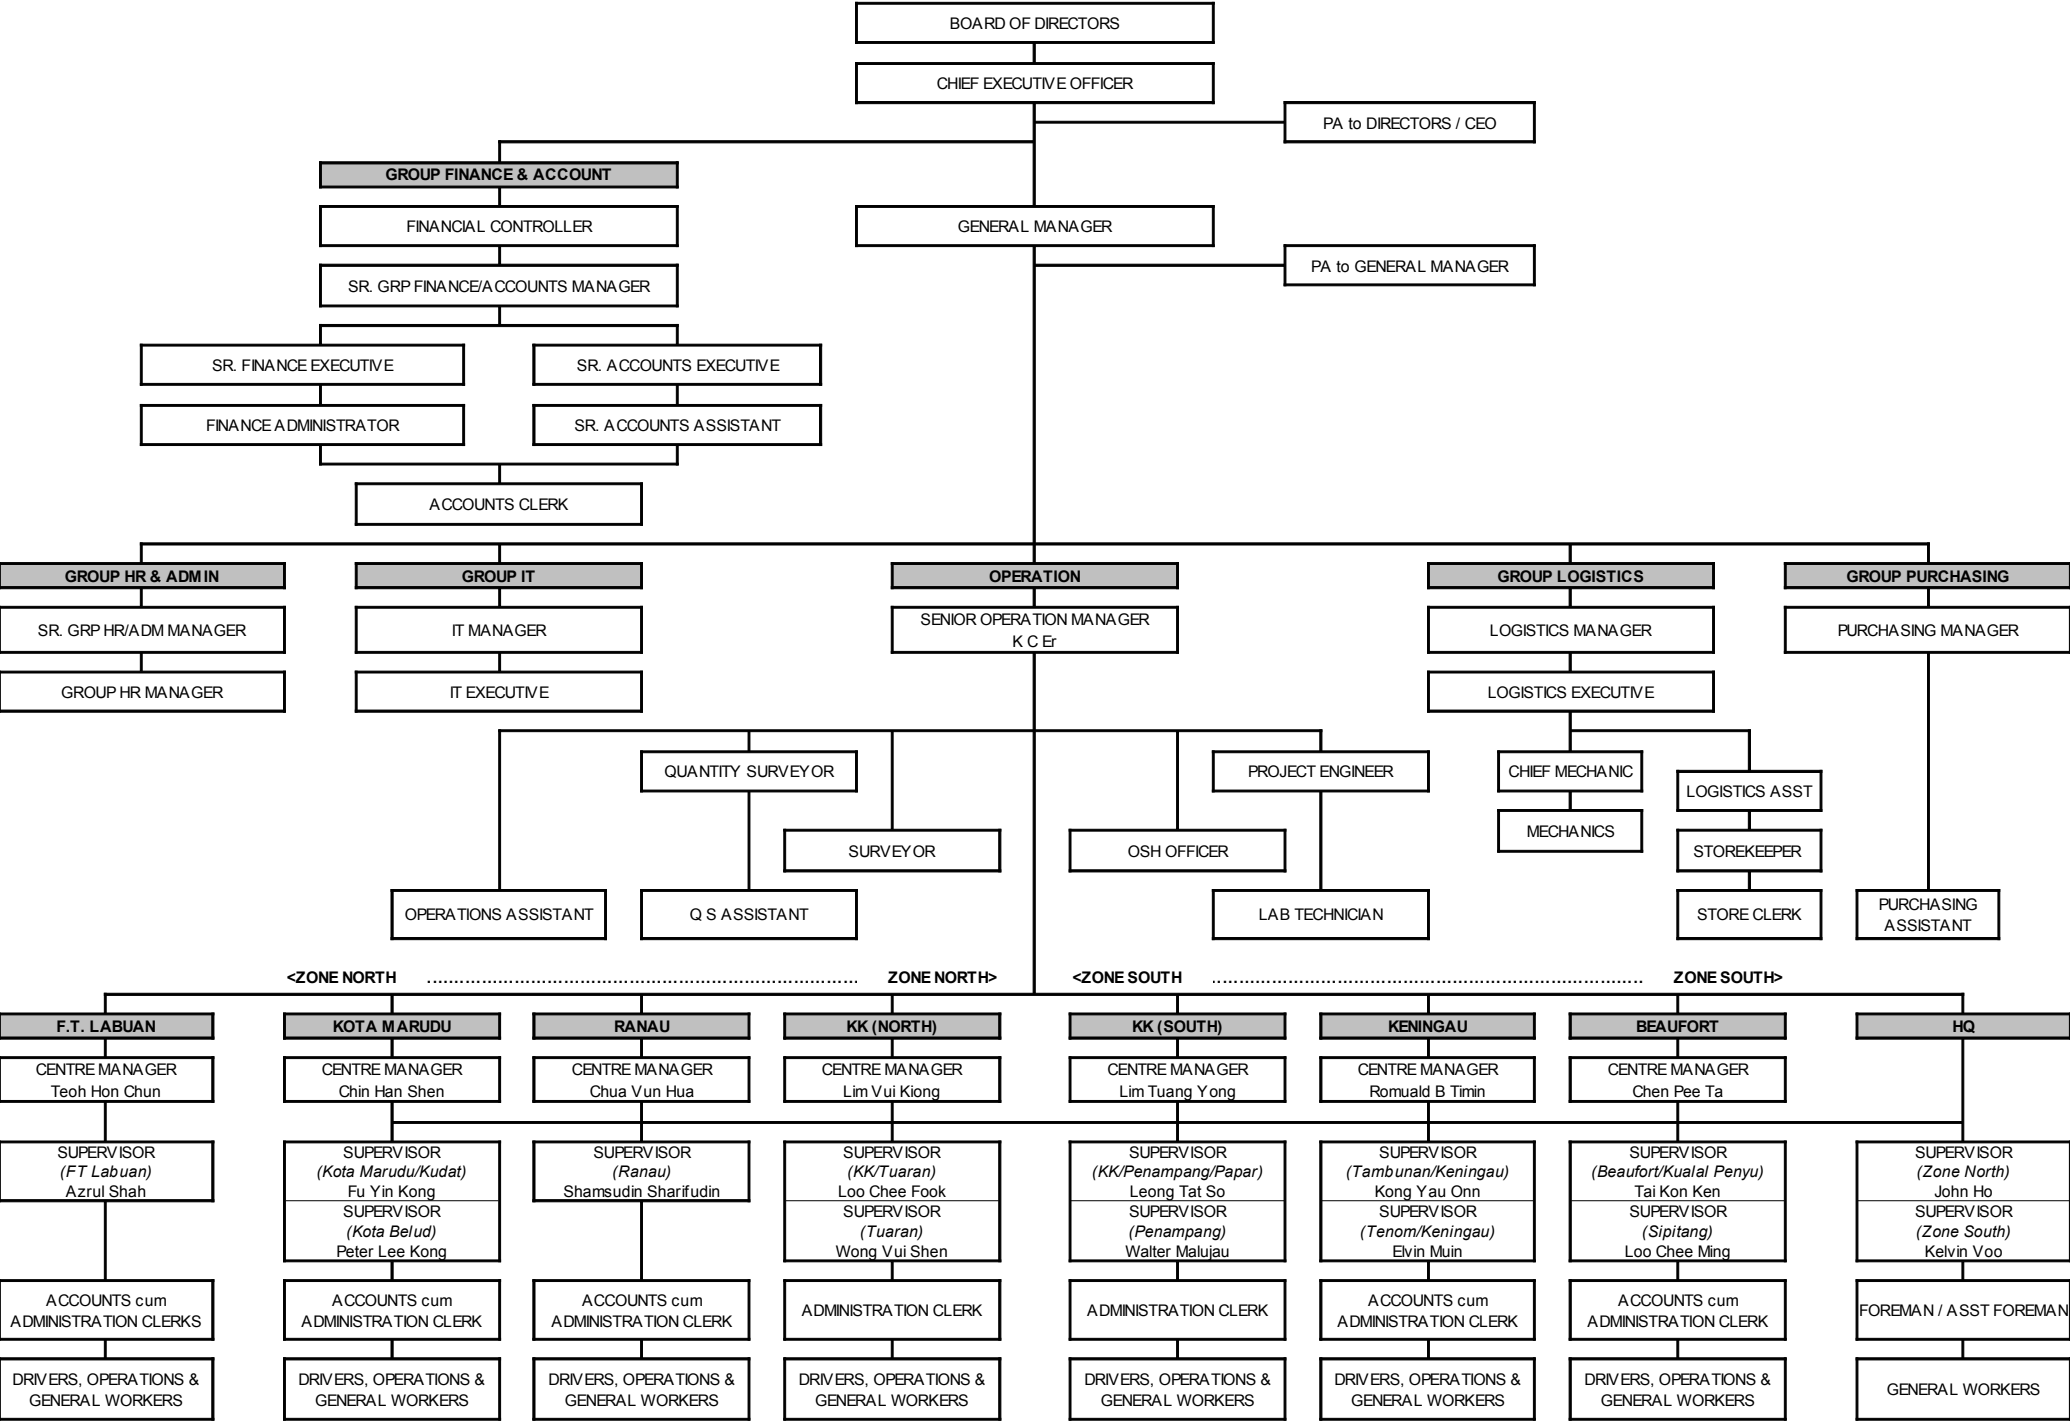 BOARD OF DIRECTORS
CHIEF EXECUTIVE OFFICER
PA to DIRECTORS / CEO
GROUP FINANCE & ACCOUNT
FINANCIAL CONTROLLER
GENERAL MANAGER
PA to GENERAL MANAGER
SR. GRP FINANCE/ACCOUNTS MANAGER
SR. FINANCE EXECUTIVE
SR. ACCOUNTS EXECUTIVE
FINANCE ADMINISTRATOR
SR. ACCOUNTS ASSISTANT
ACCOUNTS CLERK
GROUP HR & ADMIN
GROUP IT
OPERATION
GROUP LOGISTICS
GROUP PURCHASING
SR. GRP HR/ADM MANAGER
IT MANAGER
SENIOR OPERATION MANAGER
K C Er
LOGISTICS MANAGER
PURCHASING MANAGER
GROUP HR MANAGER
IT EXECUTIVE
LOGISTICS EXECUTIVE
QUANTITY SURVEYOR
PROJECT ENGINEER
CHIEF MECHANIC
LOGISTICS ASST
MECHANICS
SURVEYOR
OSH OFFICER
STOREKEEPER
OPERATIONS ASSISTANT
Q S ASSISTANT
LAB TECHNICIAN
STORE CLERK
PURCHASING
ASSISTANT
<ZONE NORTH ........................................................................ ZONE NORTH>
<ZONE SOUTH ........................................................................ ZONE SOUTH>
F.T. LABUAN
KOTA MARUDU
RANAU
KK (NORTH)
KK (SOUTH)
KENINGAU
BEAUFORT
HQ
CENTRE MANAGER
Teoh Hon Chun
CENTRE MANAGER
Chin Han Shen
CENTRE MANAGER
Chua Vun Hua
CENTRE MANAGER
Lim Vui Kiong
CENTRE MANAGER
Lim Tuang Yong
CENTRE MANAGER
Romuald B Timin
CENTRE MANAGER
Chen Pee Ta
SUPERVISOR
(FT Labuan)
Azrul Shah
SUPERVISOR
(Kota Marudu/Kudat)
Fu Yin Kong
SUPERVISOR
(Kota Belud)
Peter Lee Kong
SUPERVISOR
(Ranau)
Shamsudin Sharifudin
SUPERVISOR
(KK/Tuaran)
Loo Chee Fook
SUPERVISOR
(Tuaran)
Wong Vui Shen
SUPERVISOR
(KK/Penampang/Papar)
Leong Tat So
SUPERVISOR
(Penampang)
Walter Malujau
SUPERVISOR
(Tambunan/Keningau)
Kong Yau Onn
SUPERVISOR
(Tenom/Keningau)
Elvin Muin
SUPERVISOR
(Beaufort/Kualal Penyu)
Tai Kon Ken
SUPERVISOR
(Sipitang)
Loo Chee Ming
SUPERVISOR
(Zone North)
John Ho
SUPERVISOR
(Zone South)
Kelvin Voo
ACCOUNTS cum
ADMINISTRATION CLERKS
ACCOUNTS cum
ADMINISTRATION CLERK
ACCOUNTS cum
ADMINISTRATION CLERK
ADMINISTRATION CLERK
ADMINISTRATION CLERK
ACCOUNTS cum
ADMINISTRATION CLERK
ACCOUNTS cum
ADMINISTRATION CLERK
FOREMAN / ASST FOREMAN
DRIVERS, OPERATIONS &
GENERAL WORKERS
DRIVERS, OPERATIONS &
GENERAL WORKERS
DRIVERS, OPERATIONS &
GENERAL WORKERS
DRIVERS, OPERATIONS &
GENERAL WORKERS
DRIVERS, OPERATIONS &
GENERAL WORKERS
DRIVERS, OPERATIONS &
GENERAL WORKERS
DRIVERS, OPERATIONS &
GENERAL WORKERS
GENERAL WORKERS